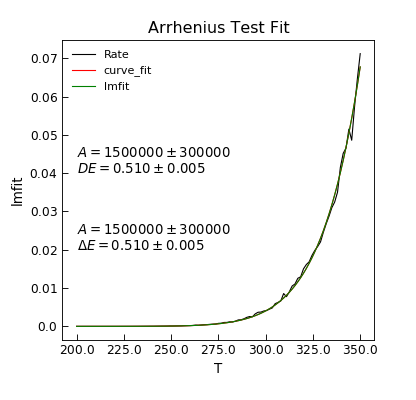 Arrhenius Test Fit
0.07
0.06
0.05
0.04
0.03
0.02
0.01
0.0
lmfit
Rate
curve_fit
lmfit
A = 1500000 ± 300000
DE = 0.510 ± 0.005
A = 1500000 ± 300000
ΔE = 0.510 ± 0.005
200.0 225.0 250.0 275.0 300.0 325.0 350.0
T